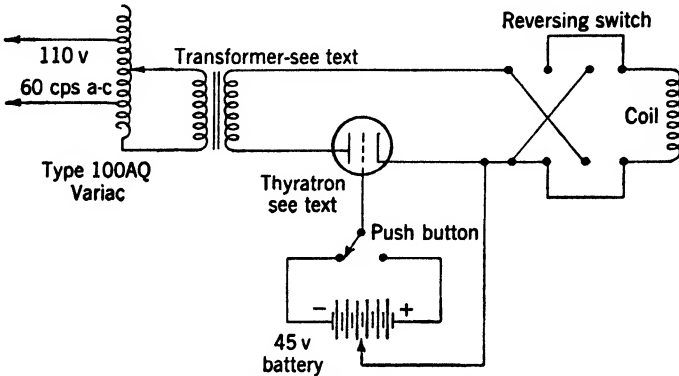 Reversing switch
110 v
Transformer-see text
60 cps a-c
Coil
Type 100AQ
Variac
Thyratron
see text
Push button
- +
45 v
battery